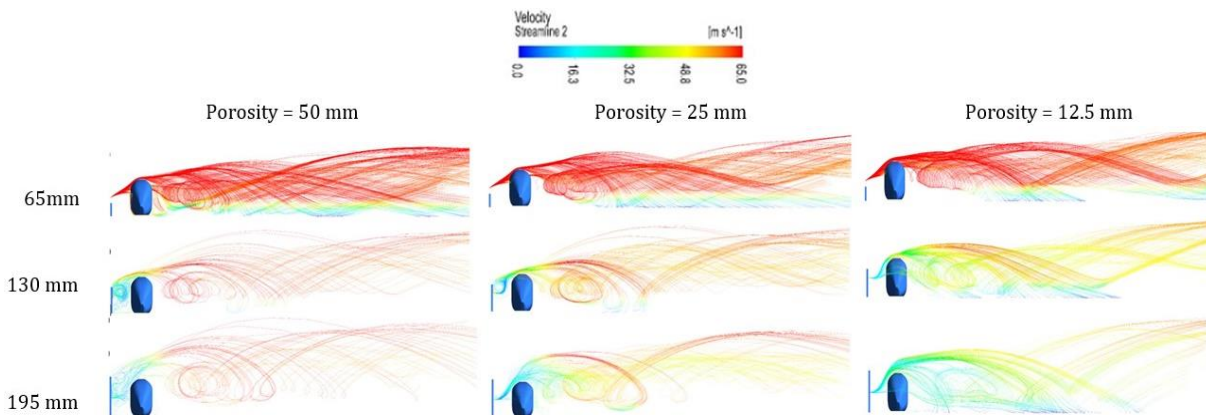 Velocity
Streamline 2
[m s^-1]
0.0
16.3
32.5
48.8
65.0
Porosity = 50 mm
Porosity = 25 mm
Porosity = 12.5 mm
65mm
130 mm
195 mm